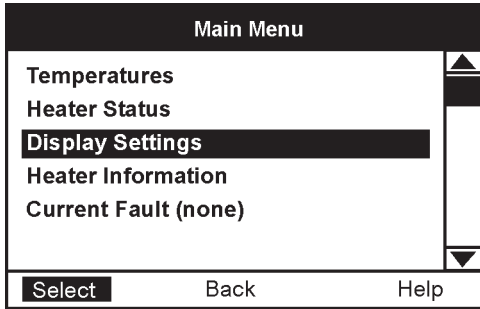 Main Menu
Temperatures
Heater Status
Display Settings
Heater Information
Current Fault (none)
Select Back Help